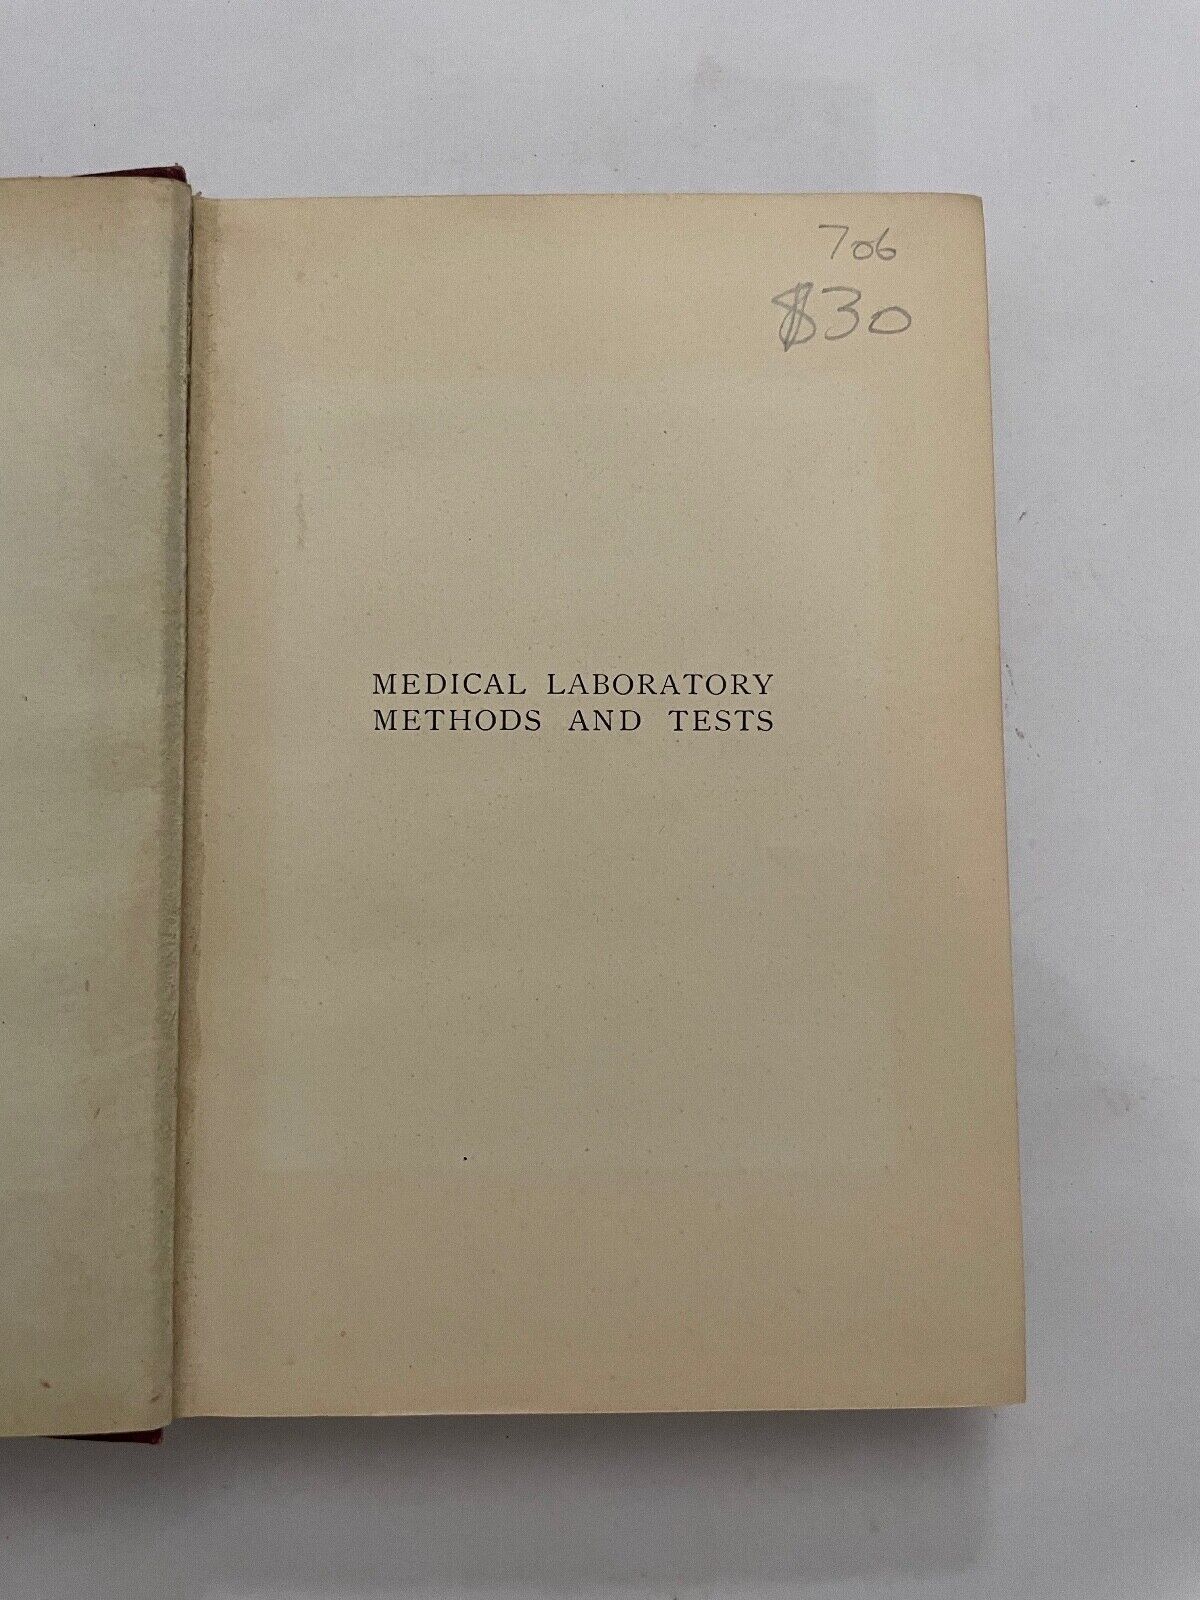 706
$30
MEDICAL LABORATORY
METHODS AND TESTS